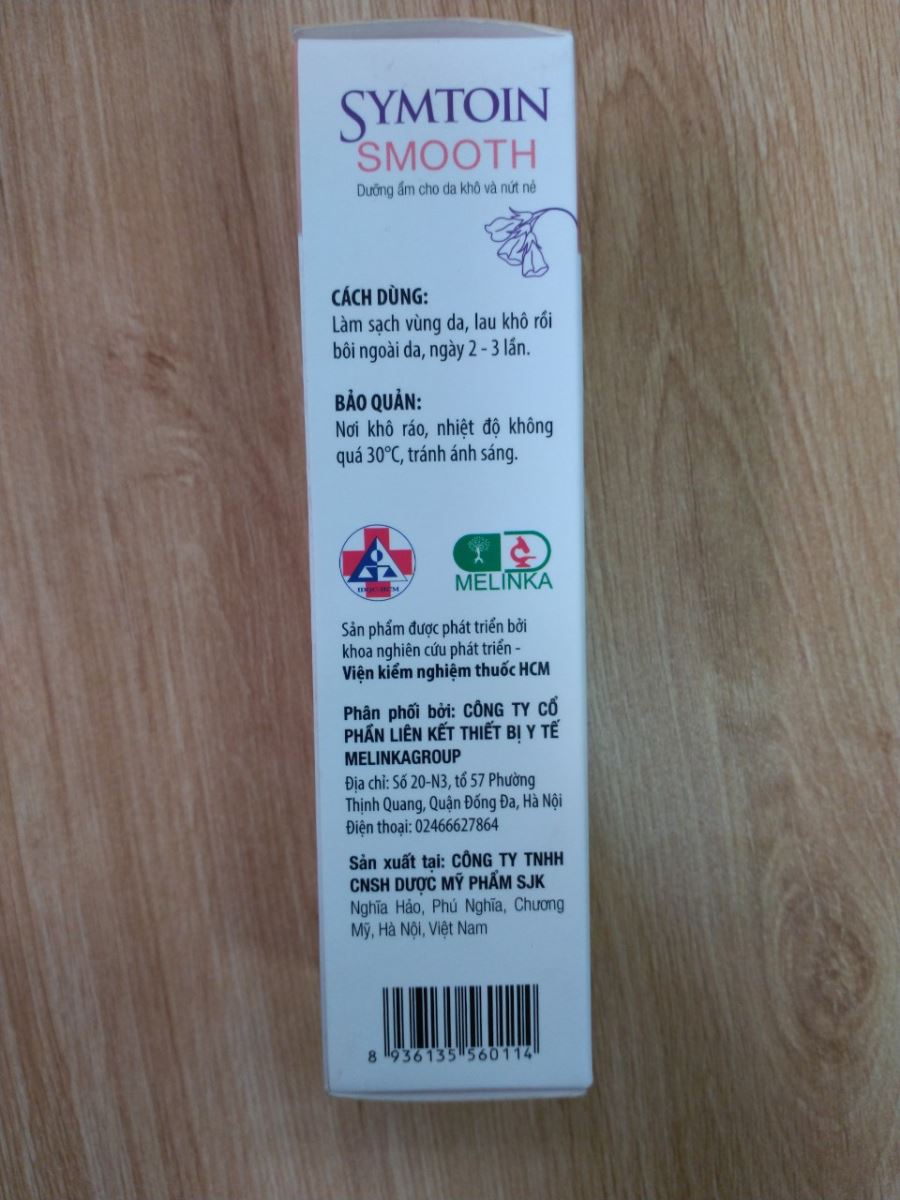 SYMTOIN
SMOOTH
Dưỡng ẩm cho da khô và nứt nẻ
CÁCH DÙNG:
Làm sạch vùng da, lau khô rồi
bôi ngoài da, ngày 2 - 3 lần.
BẢO QUẢN:
Nơi khô ráo, nhiệt độ không
quá 30°C, tránh ánh sáng.
MELINKA
Sản phẩm được phát triển bởi
khoa nghiên cứu phát triển -
Viện kiểm nghiệm thuốc HCM
Phân phối bởi: CÔNG TY CỔ
PHẦN LIÊN KẾT THIẾT BỊ Y TẾ
MELINKAGROUP
Địa chỉ: Số 20-N3, tổ 57 Phường
Thịnh Quang, Quận Đống Đa, Hà Nội
Điện thoại: 02466627864
Sản xuất tại: CÔNG TY TNHH
CNSH DƯỢC MỸ PHẨM SJK
Nghĩa Hảo, Phú Nghĩa, Chương
Mỹ, Hà Nội, Việt Nam
8 936135 560114